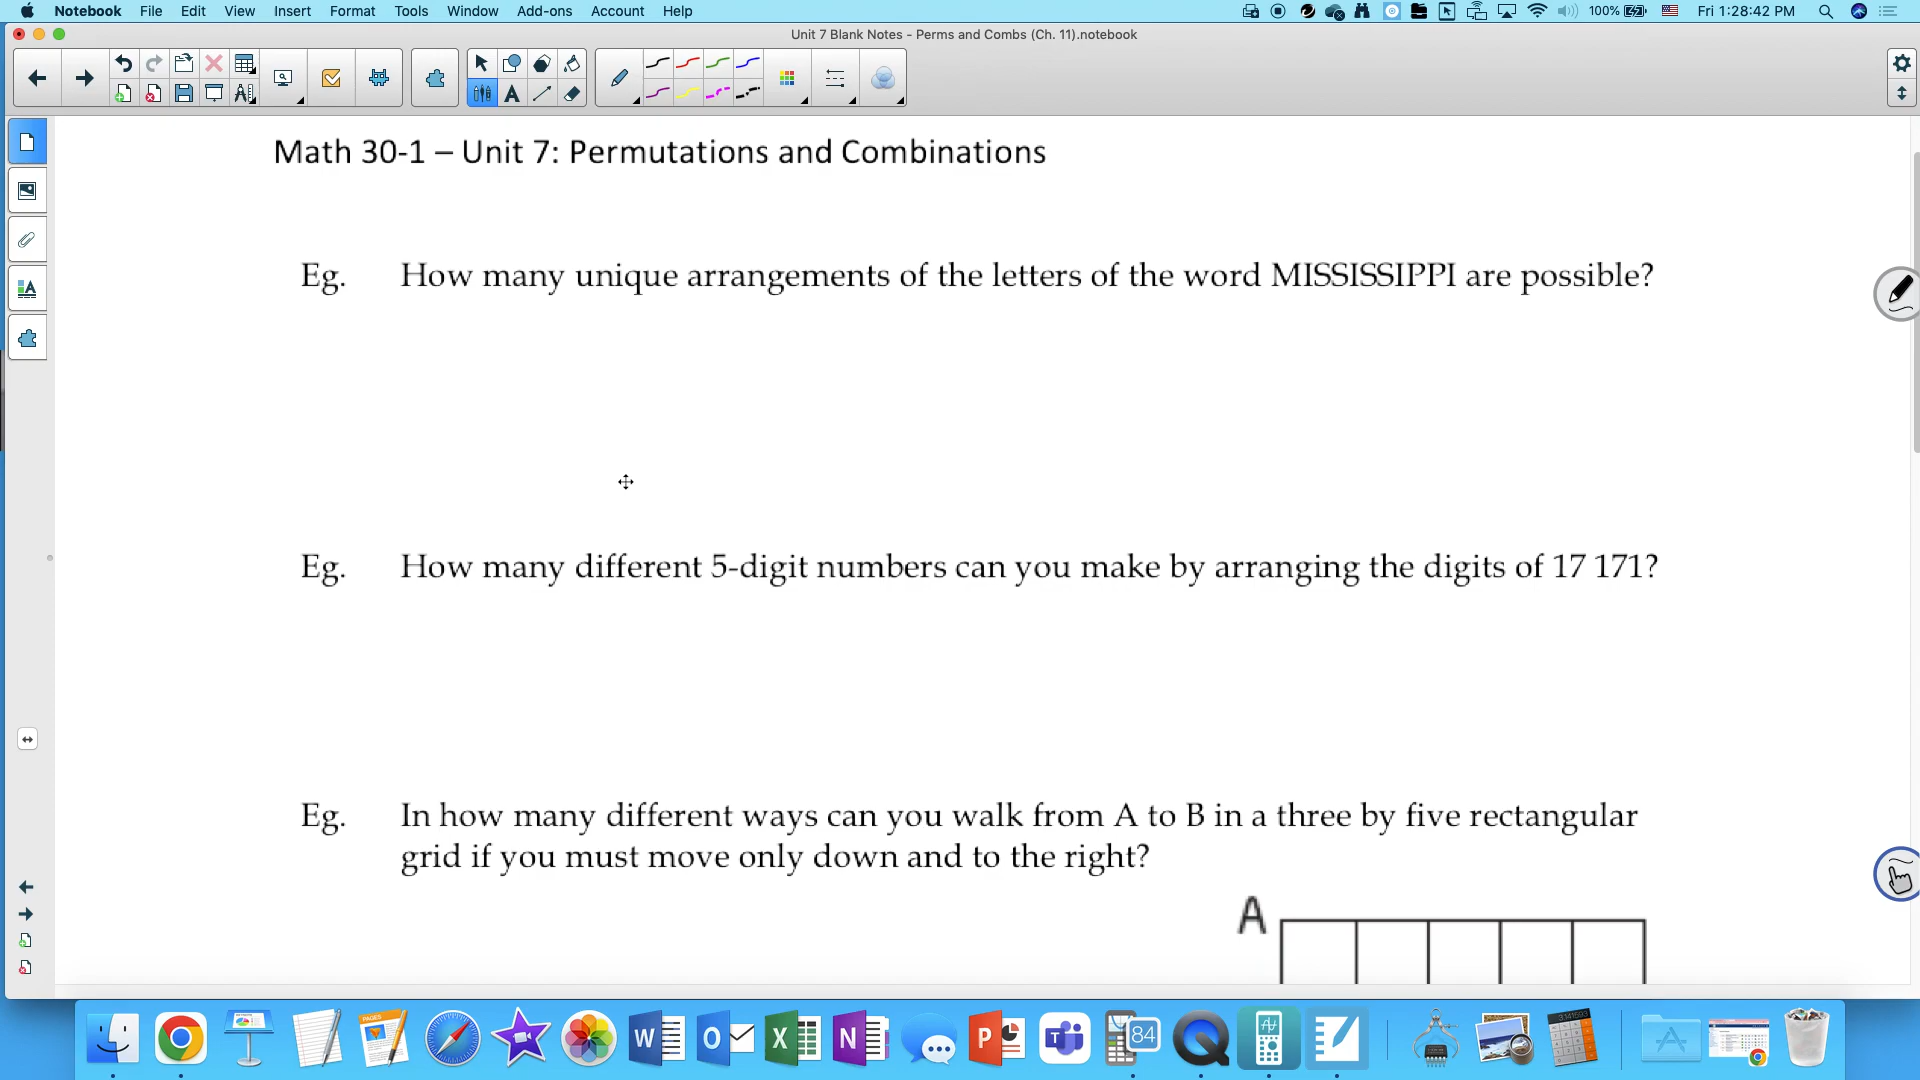 Notebook File Edit View Insert Format Tools Window Add-ons Account Help 100% Fri 1:28:42 PM
Unit 7 Blank Notes - Perms and Combs (Ch. 11).notebook
Math 30-1 – Unit 7: Permutations and Combinations
Eg. How many unique arrangements of the letters of the word MISSISSIPPI are possible?
Eg. How many different 5-digit numbers can you make by arranging the digits of 17 171?
Eg. In how many different ways can you walk from A to B in a three by five rectangular
grid if you must move only down and to the right?
A
PAGES W O X N P T 84 3.141593